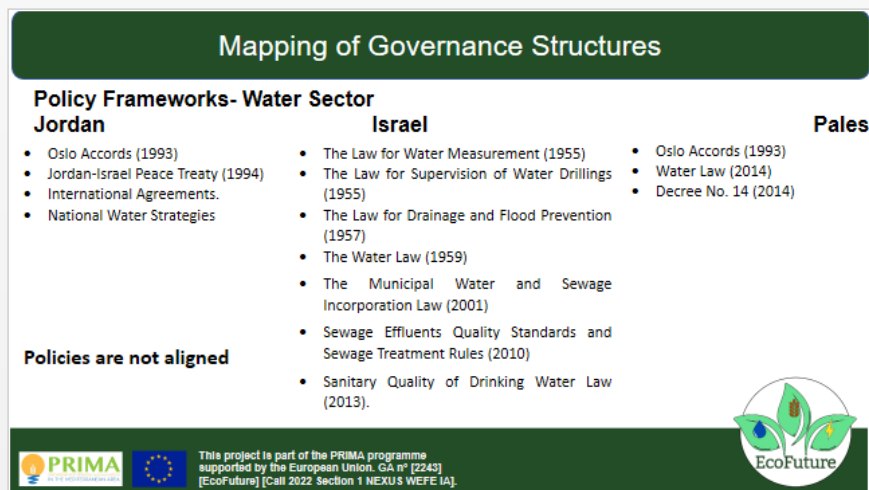 Mapping of Governance Structures
Policy Frameworks- Water Sector
Jordan
• Oslo Accords (1993)
• Jordan-Israel Peace Treaty (1994)
• International Agreements.
• National Water Strategies
Policies are not aligned
Israel
• The Law for Water Measurement (1955)
• The Law for Supervision of Water Drillings
(1955)
• The Law for Drainage and Flood Prevention
(1957)
• The Water Law (1959)
• The Municipal Water and Sewage
Incorporation Law (2001)
• Sewage Effluents Quality Standards and
Sewage Treatment Rules (2010)
• Sanitary Quality of Drinking Water Law
(2013).
Pales
• Oslo Accords (1993)
• Water Law (2014)
• Decree No. 14 (2014)
PRIMA
IN THE MEDITERRANEAN AREA
This project is part of the PRIMA programme
supported by the European Union. GA nº [2243]
[EcoFuture] [Call 2022 Section 1 NEXUS WEFE IA].
EcoFuture